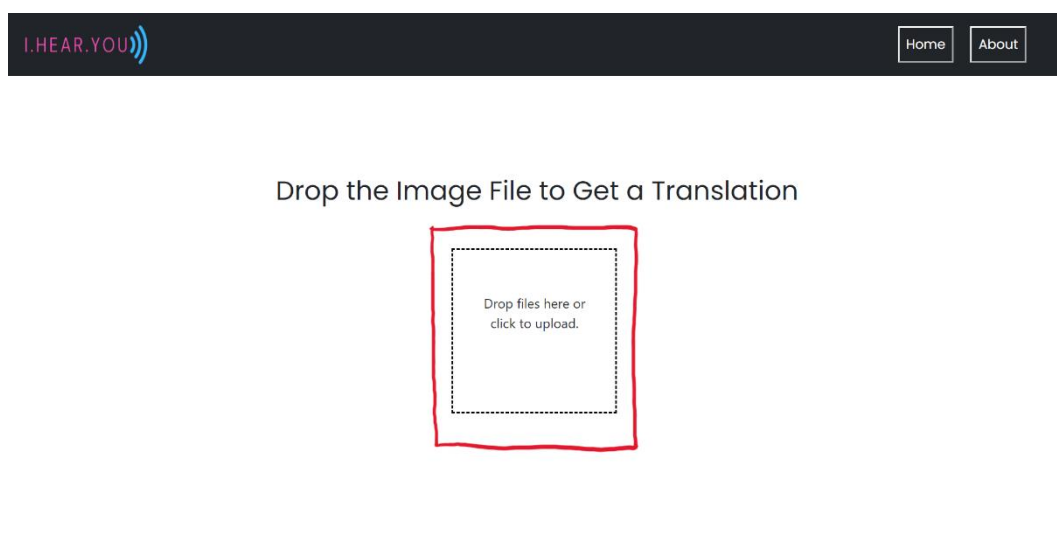 I.HEAR.YOU
Home
About
Drop the Image File to Get a Translation
Drop files here or
click to upload.